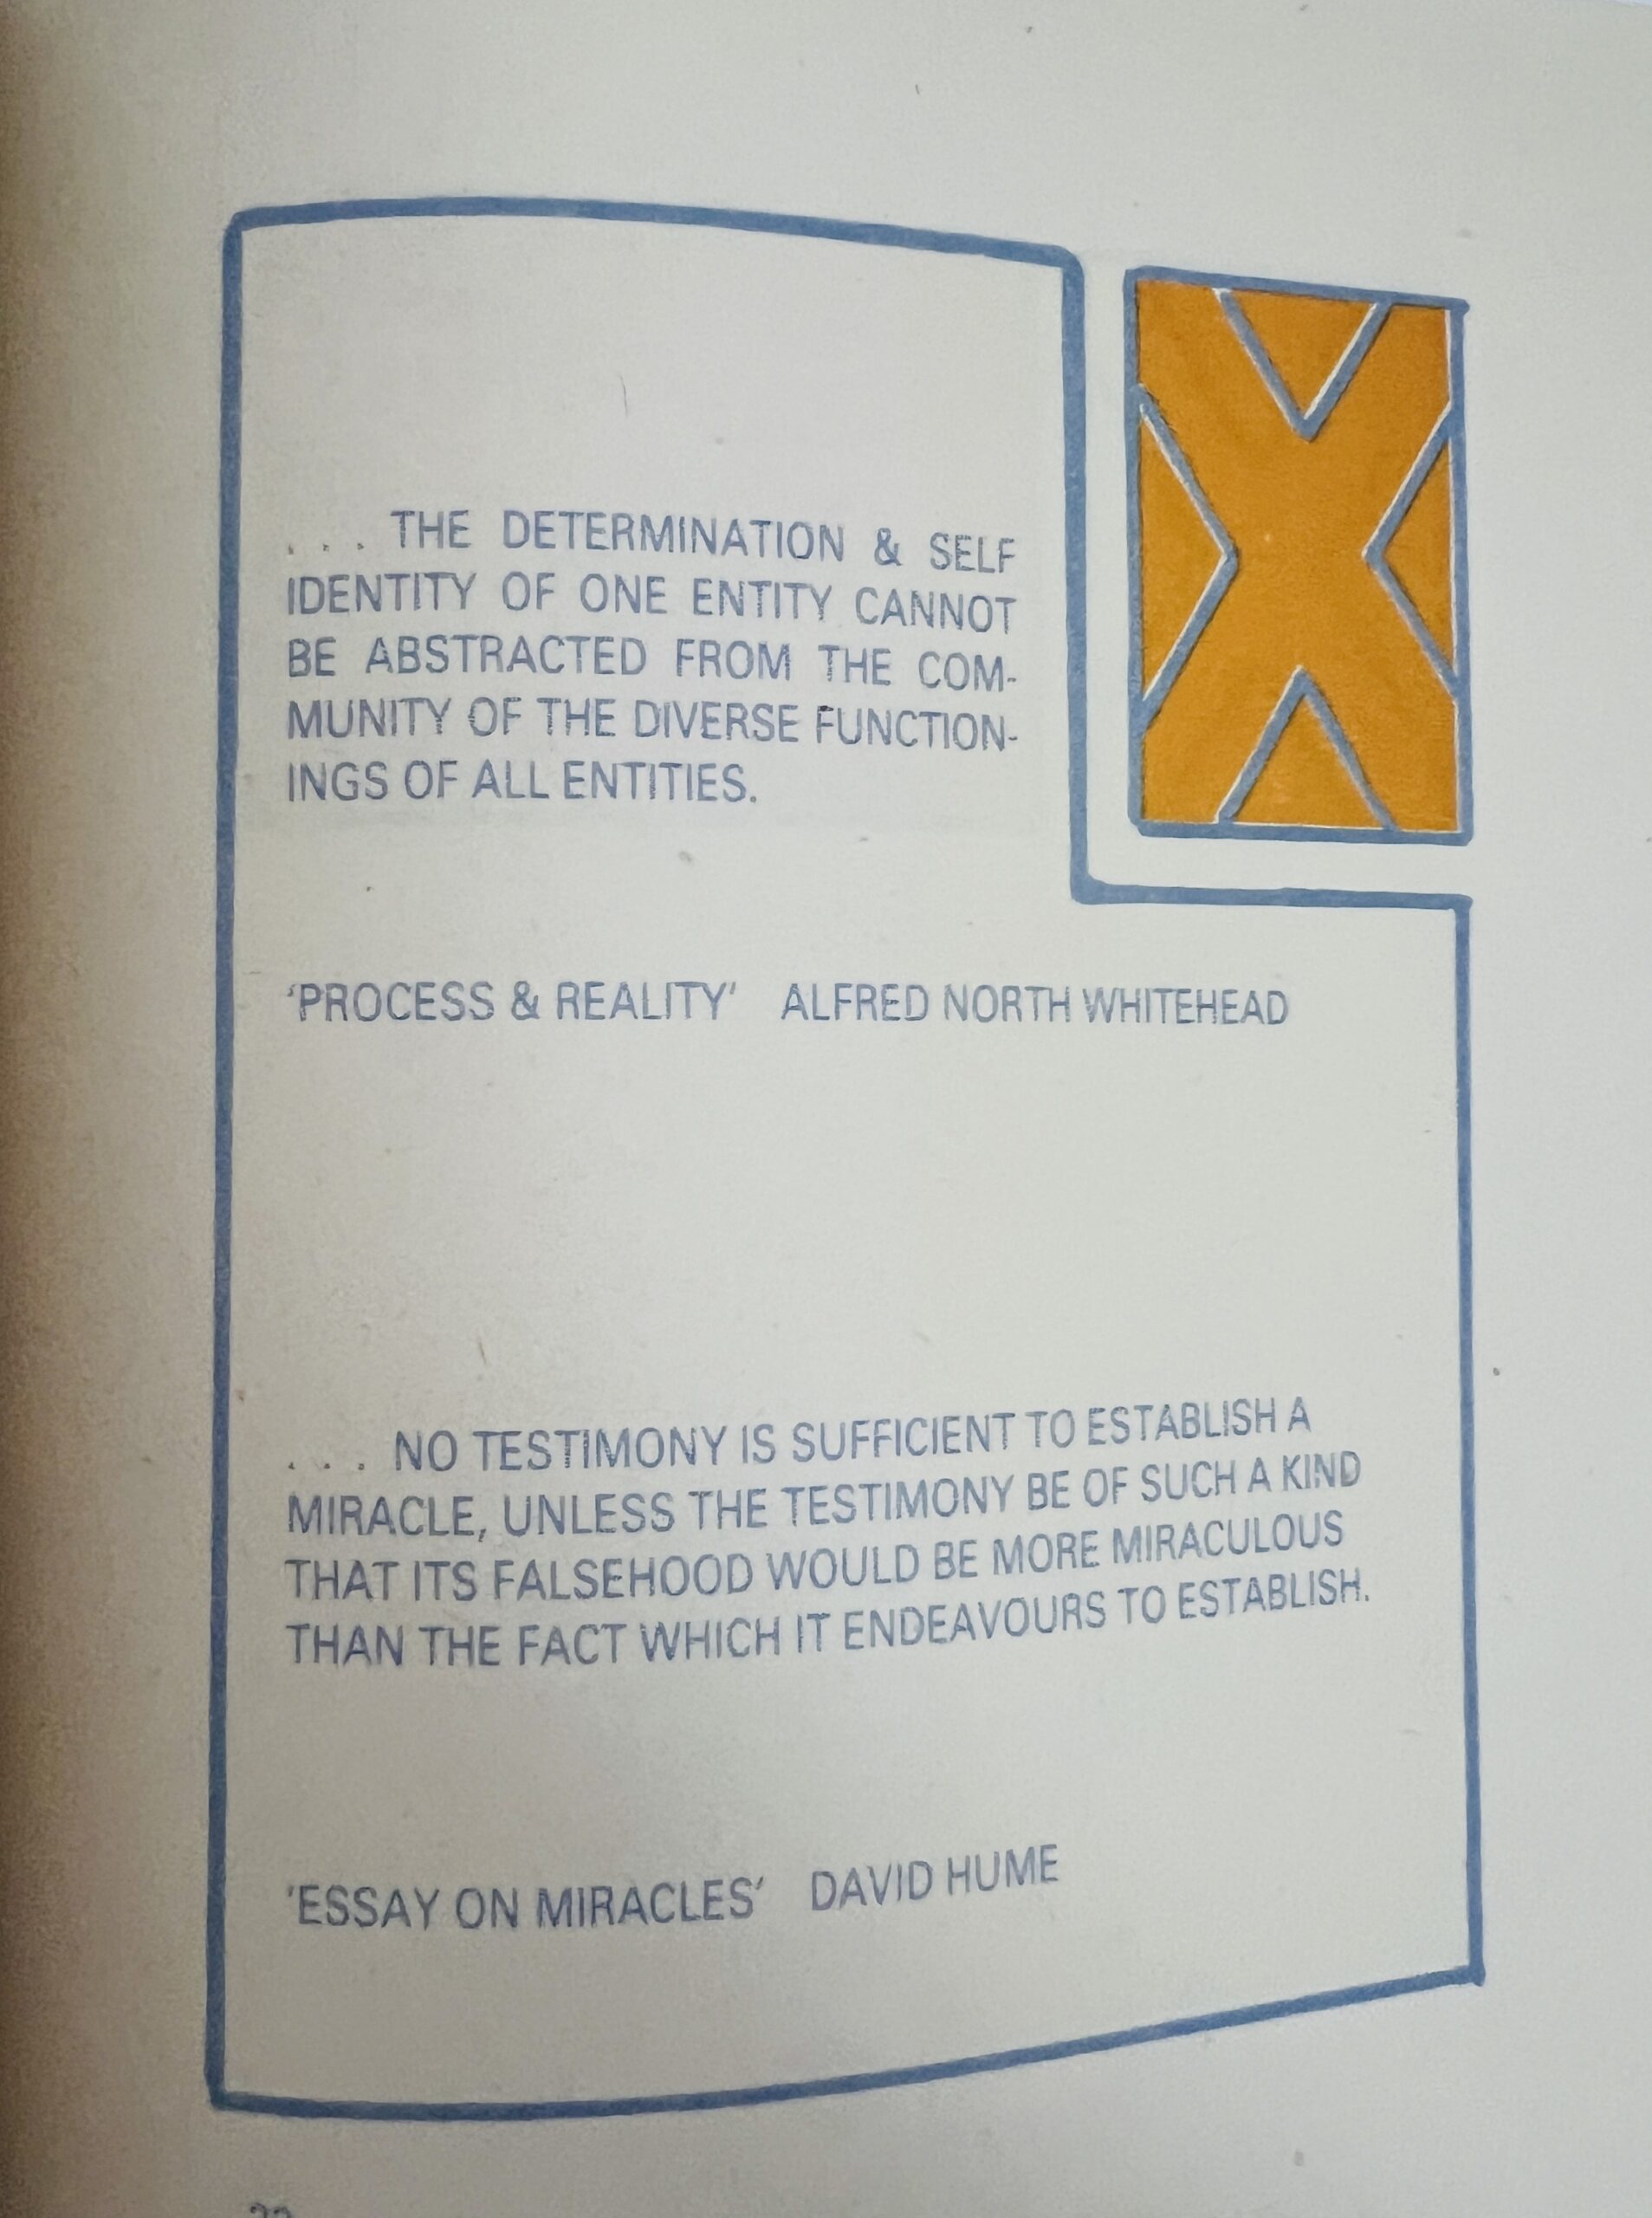 . . . THE DETERMINATION & SELF
IDENTITY OF ONE ENTITY CANNOT
BE ABSTRACTED FROM THE COM-
MUNITY OF THE DIVERSE FUNCTION-
INGS OF ALL ENTITIES.
X
'PROCESS & REALITY' ALFRED NORTH WHITEHEAD
. . . NO TESTIMONY IS SUFFICIENT TO ESTABLISH A
MIRACLE, UNLESS THE TESTIMONY BE OF SUCH A KIND
THAT ITS FALSEHOOD WOULD BE MORE MIRACULOUS
THAN THE FACT WHICH IT ENDEAVOURS TO ESTABLISH.
'ESSAY ON MIRACLES' DAVID HUME